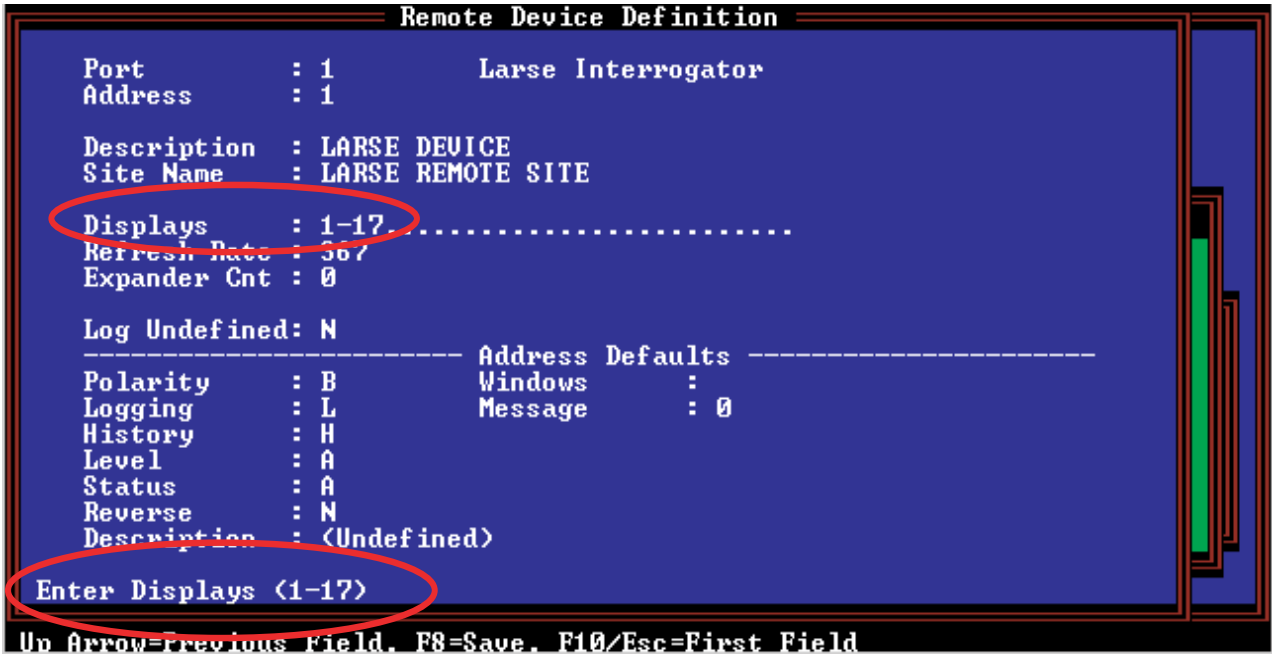 Remote Device Definition
Port : 1 Larse Interrogator
Address : 1
Description : LARSE DEVICE
Site Name : LARSE REMOTE SITE
Displays : 1-17..........................
Refresh Rate : 367
Expander Cnt : 0
Log Undefined: N
------------------------ Address Defaults ----------------------
Polarity : B Windows :
Logging : L Message : 0
History : H
Level : A
Status : A
Reverse : N
Description : (Undefined)
Enter Displays (1-17)
Up Arrow=Previous Field, F8=Save, F10/Esc=First Field